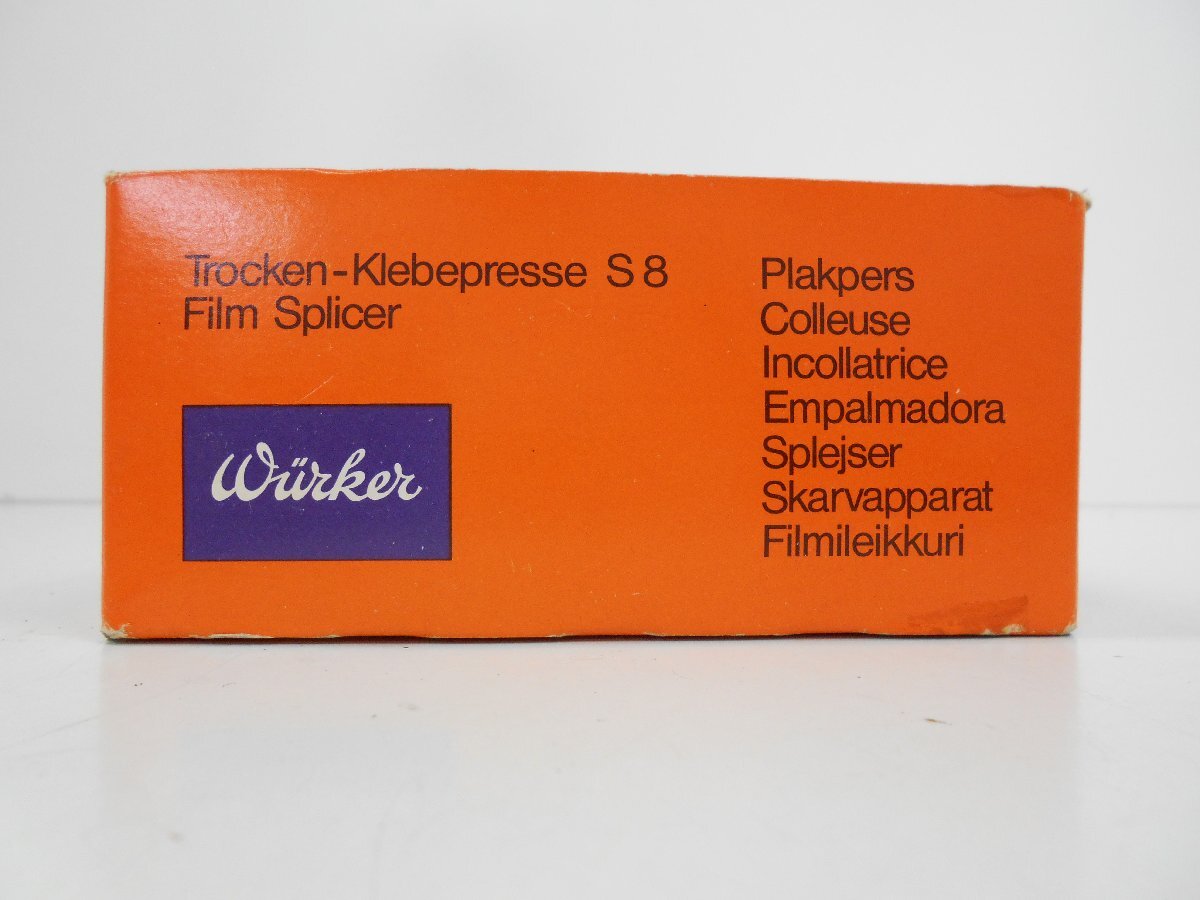 Trocken-Klebepresse S 8
Film Splicer
Würker
Plakpers
Colleuse
Incollatrice
Empalmadora
Splejser
Skarvapparat
Filmileikkuri